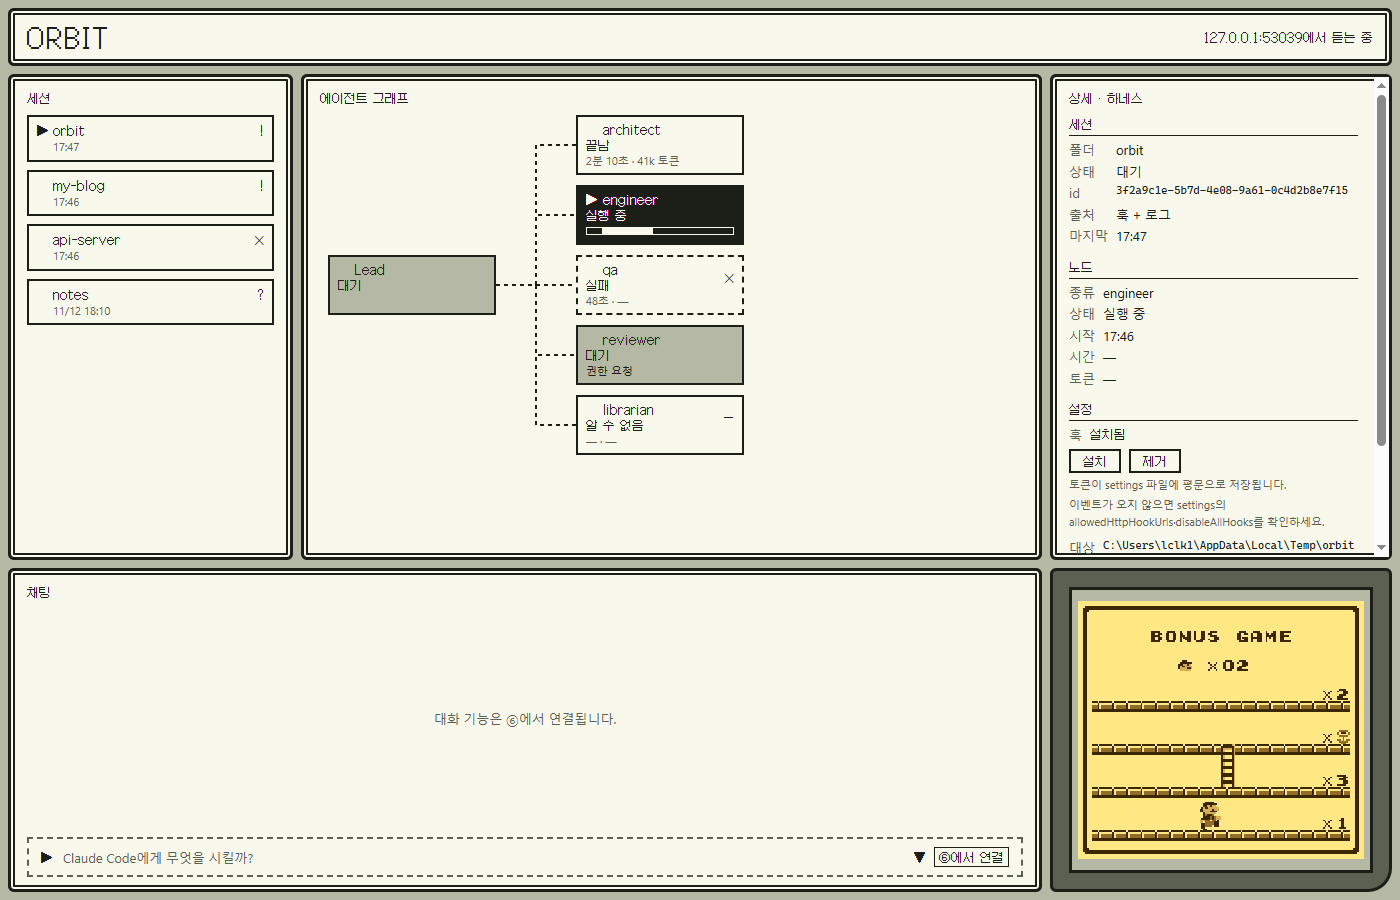 ORBIT
127.0.0.1:53039에서 듣는 중
세션
▶ orbit !
17:47
my-blog !
17:46
api-server ×
17:46
notes ?
11/12 18:10
에이전트 그래프
Lead
대기
architect
끝남
2분 10초 · 41k 토큰
▶ engineer
실행 중
qa ×
실패
48초 · —
reviewer
대기
권한 요청
librarian —
알 수 없음
— · —
상세 · 하네스
세션
폴더 orbit
상태 대기
id 3f2a9c1e-5b7d-4e08-9a61-0c4d2b8e7f15
출처 훅 + 로그
마지막 17:47
노드
종류 engineer
상태 실행 중
시작 17:46
시간 —
토큰 —
설정
훅 설치됨
설치 제거
토큰이 settings 파일에 평문으로 저장됩니다.
이벤트가 오지 않으면 settings의
allowedHttpHookUrls·disableAllHooks를 확인하세요.
대상 C:\Users\lclk1\AppData\Local\Temp\orbit
채팅
대화 기능은 ⑥에서 연결됩니다.
▶ Claude Code에게 무엇을 시킬까? ▼ ⑥에서 연결
BONUS GAME
×02
×2
×
×3
×1